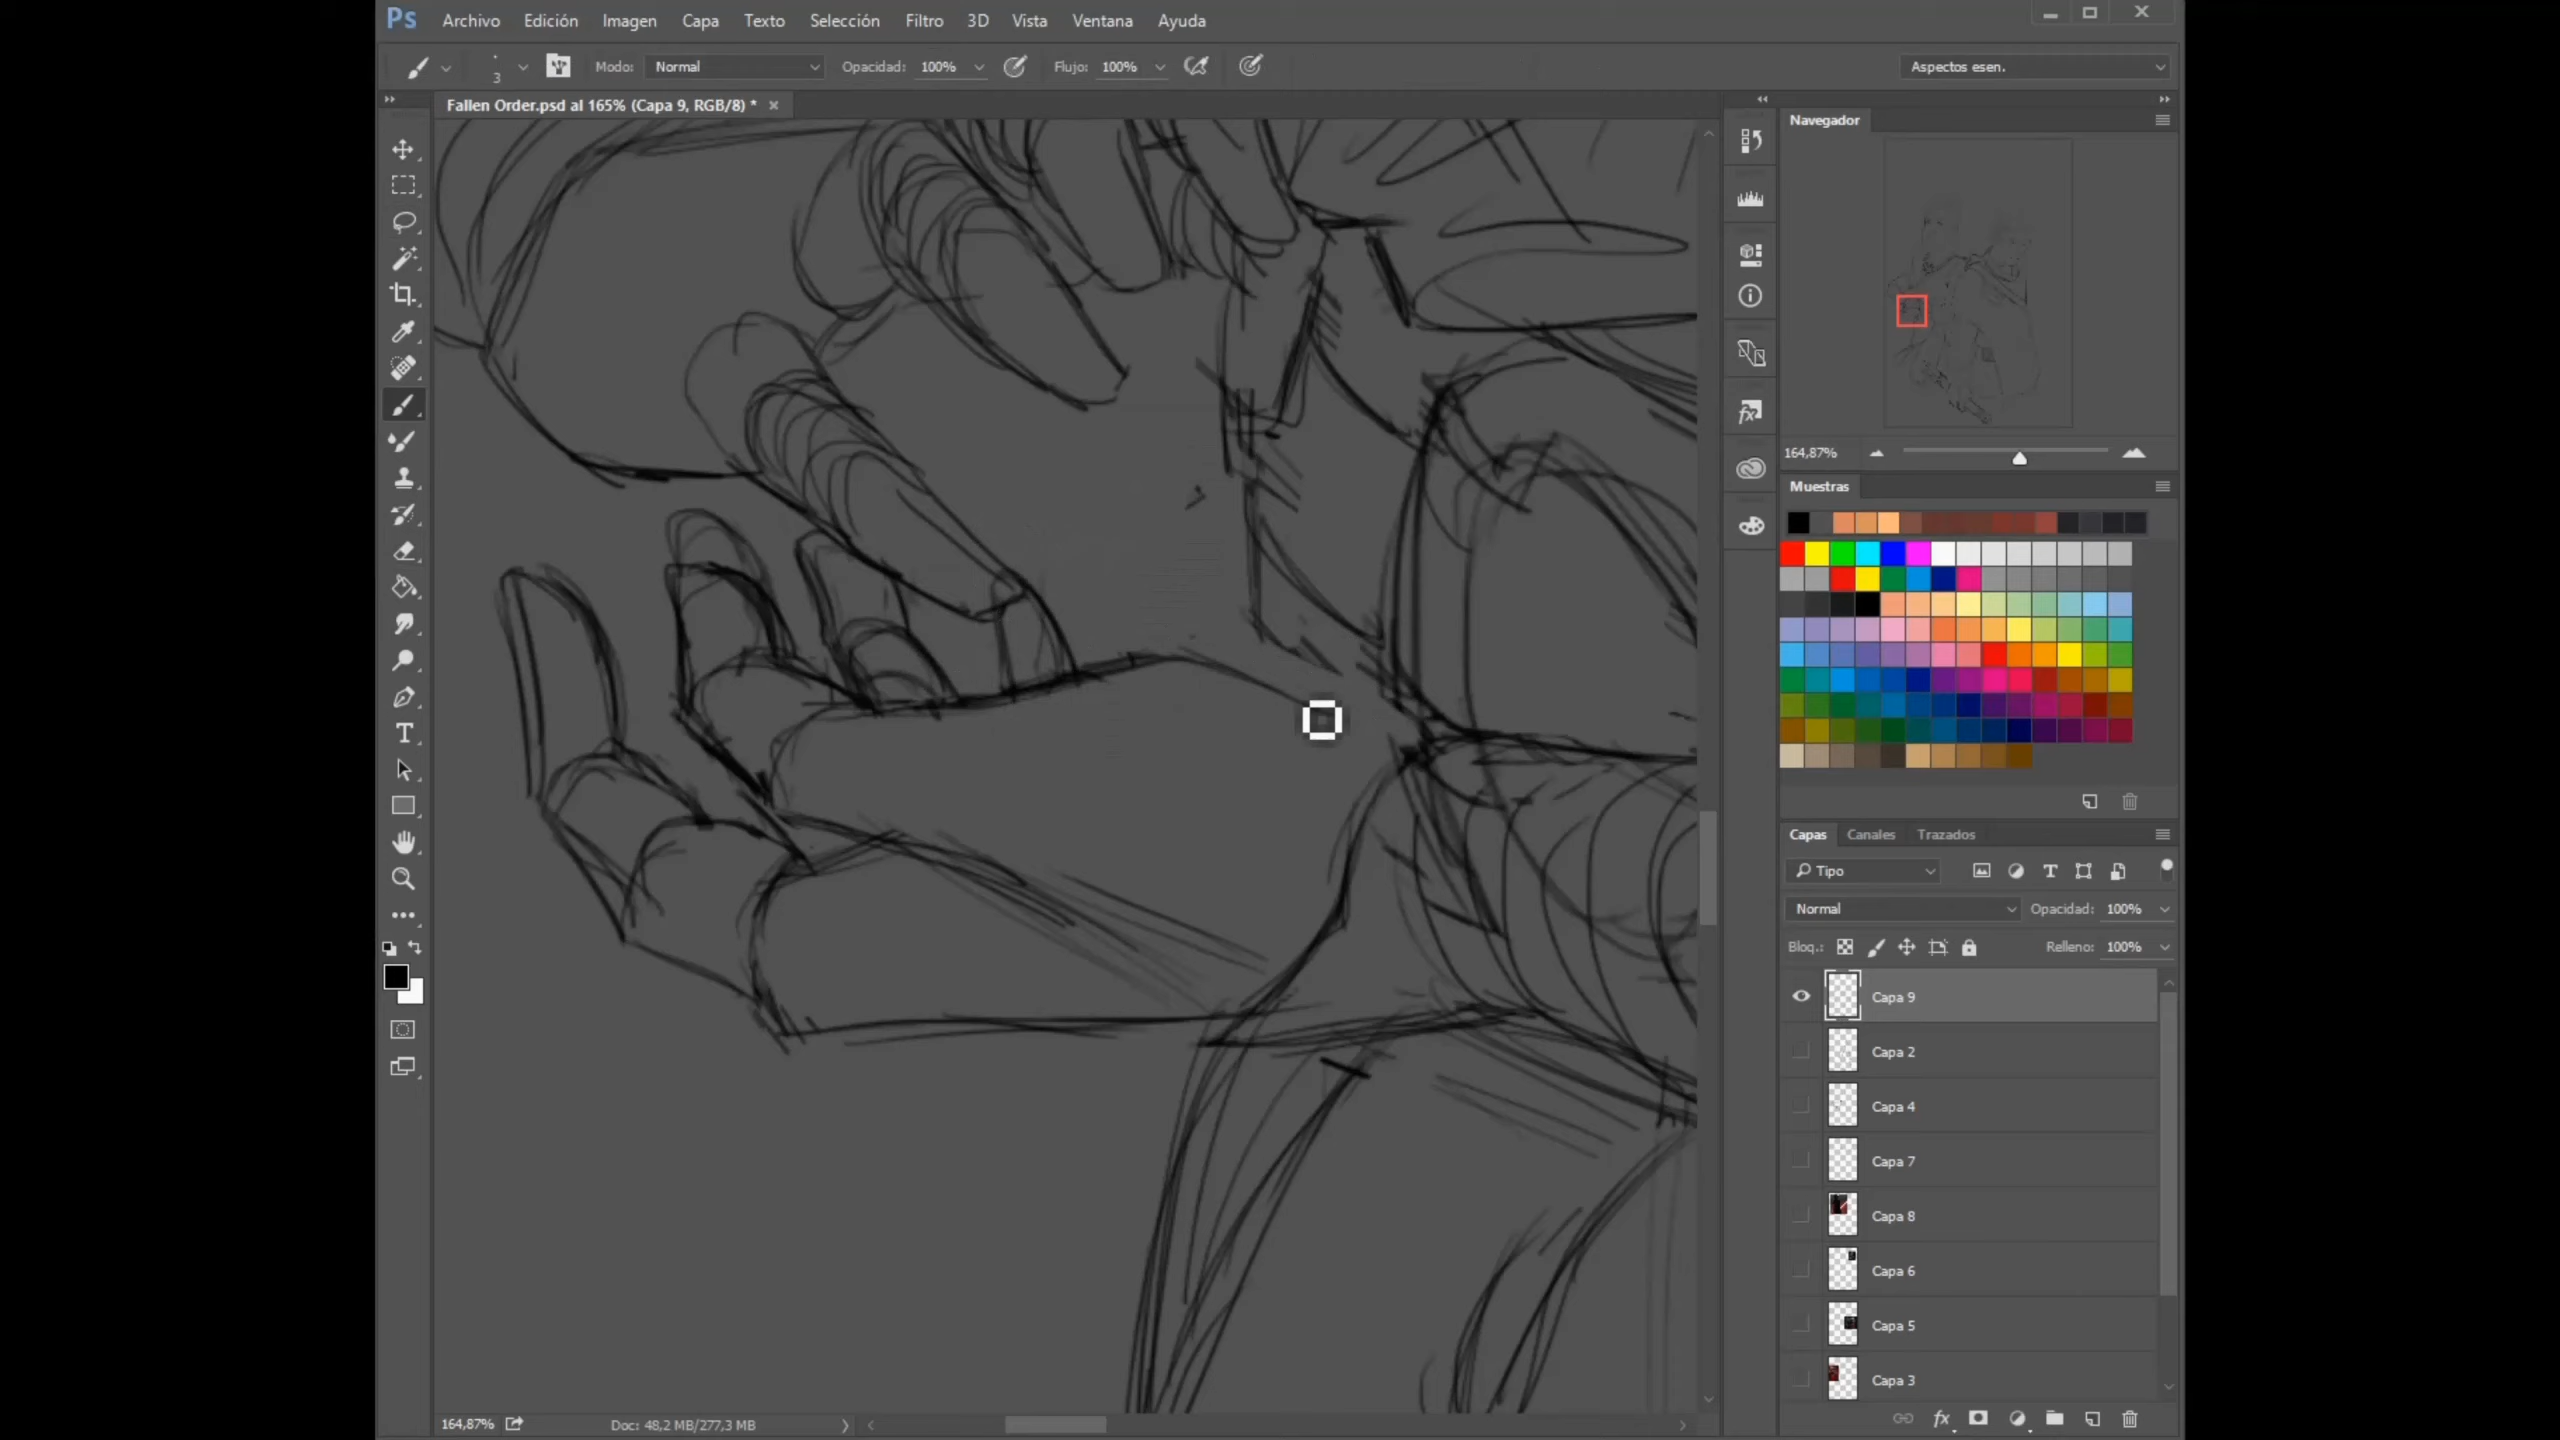 Ps Archivo Edición Imagen Capa Texto Selección Filtro 3D Vista Ventana Ayuda
3 Modo: Normal Opacidad: 100% Flujo: 100% Aspectos esen.
Fallen Order.psd al 165% (Capa 9, RGB/8) *
Navegador
164,87%
Muestras
Capas Canales Trazados
Tipo
Normal Opacidad: 100%
Bloq.: Relleno: 100%
Capa 9
Capa 2
Capa 4
Capa 7
Capa 8
Capa 6
Capa 5
Capa 3
164,87% Doc: 48,2 MB/277,3 MB